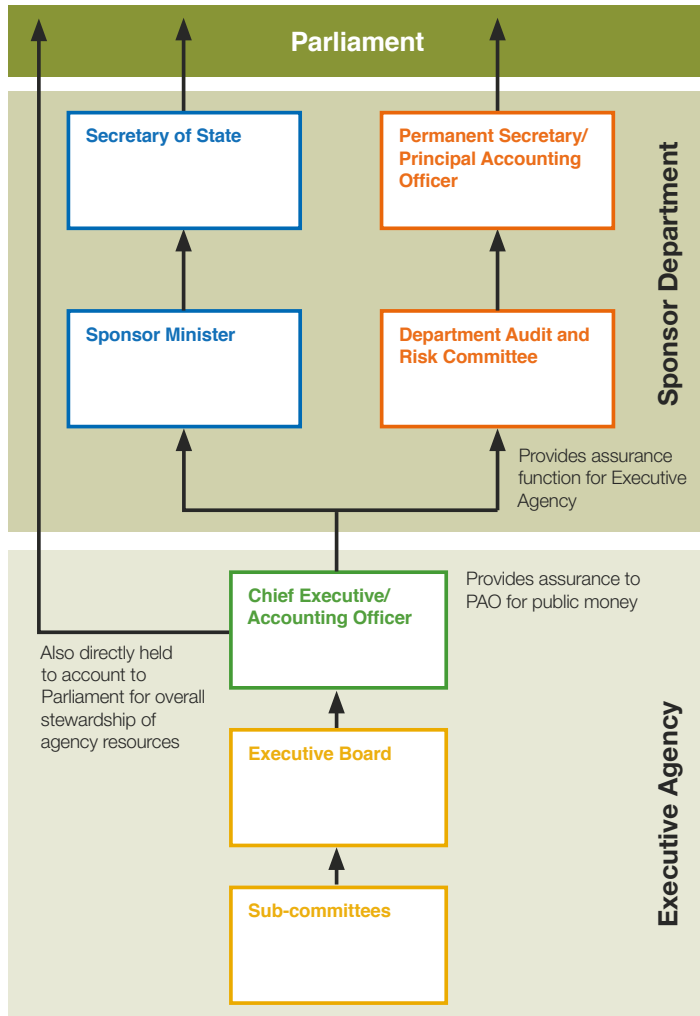 Parliament
Secretary of State
Permanent Secretary/
Principal Accounting
Officer
Sponsor Department
Sponsor Minister
Department Audit and
Risk Committee
Provides assurance
function for Executive
Agency
Chief Executive/
Accounting Officer
Provides assurance to
PAO for public money
Also directly held
to account to
Parliament for overall
stewardship of
agency resources
Executive Agency
Executive Board
Sub-committees